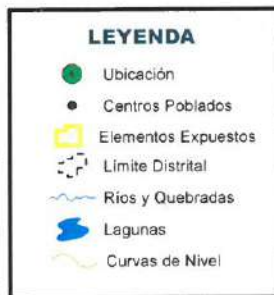 LEYENDA
Ubicación
Centros Poblados
Elementos Expuestos
Límite Distrital
Ríos y Quebradas
Lagunas
Curvas de Nivel